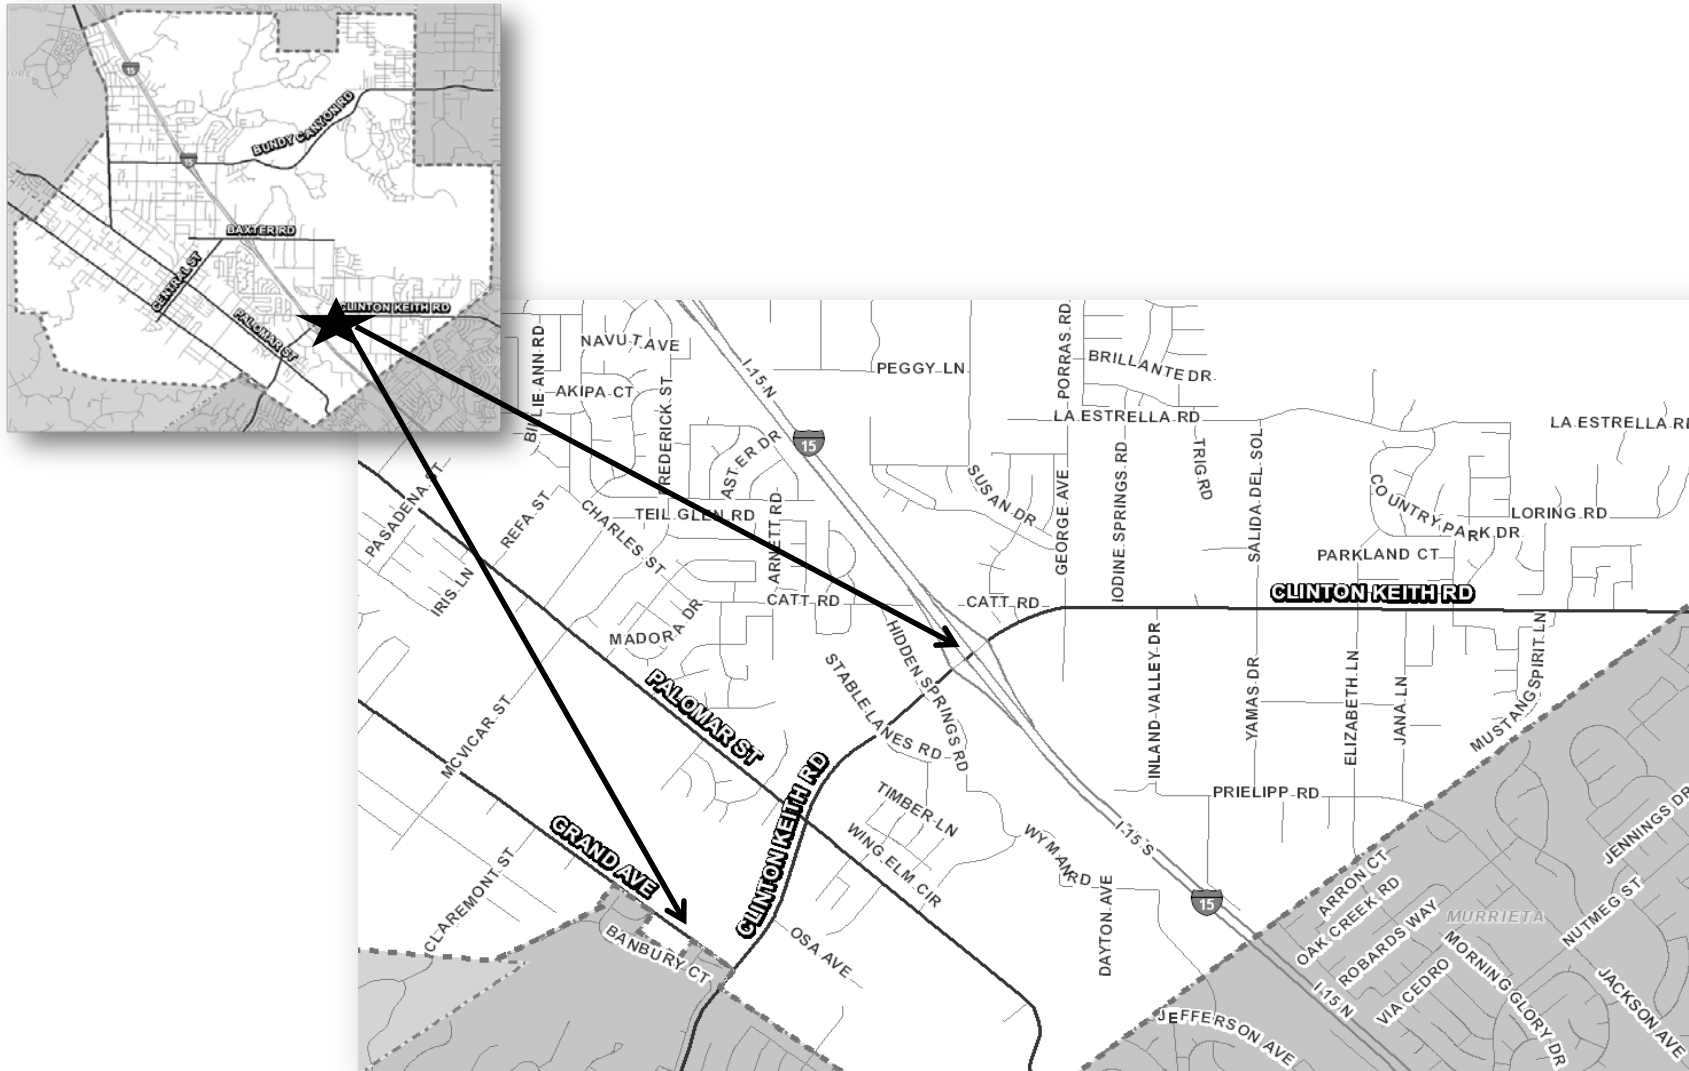 15
BUNDY CANYON RD
15
BAXTER RD
CENTRAL ST
CLINTON KEITH RD
PALOMAR ST
BILLIE ANN RD
NAVUT AVE
AKIPA CT
FREDERICK ST
ASTER DR
I-15 N
15
PEGGY LN
PORRAS RD
BRILLANTE DR
LA ESTRELLA RD
LA ESTRELLA RD
TRIG RD
SALIDA DEL SOL
IODINE SPRINGS RD
GEORGE AVE
SUSAN DR
COUNTRY PARK DR
LORING RD
PARKLAND CT
PASADENA ST
REFA ST
CHARLES ST
TEIL GLEN RD
ARNETT RD
IRIS LN
CATT RD
CATT RD
CLINTON KEITH RD
MADORA DR
HIDDEN SPRINGS RD
STABLE LANES RD
INLAND VALLEY DR
YAMAS DR
ELIZABETH LN
JANA LN
MUSTANG SPIRIT LN
PALOMAR ST
MCVICAR ST
CLINTON KEITH RD
TIMBER LN
WING ELM CIR
PRIELIPP RD
WYMAN RD
I-15 S
GRAND AVE
CLAREMONT ST
BANBURY CT
OSA AVE
DAYTON AVE
15
ARRON CT
OAK CREEK RD
ROBARDS WAY
MURRIETA
NUTMEG ST
JENNINGS DR
MORNING GLORY DR
VIA CEDRO
I-15 N
JACKSON AVE
JEFFERSON AVE